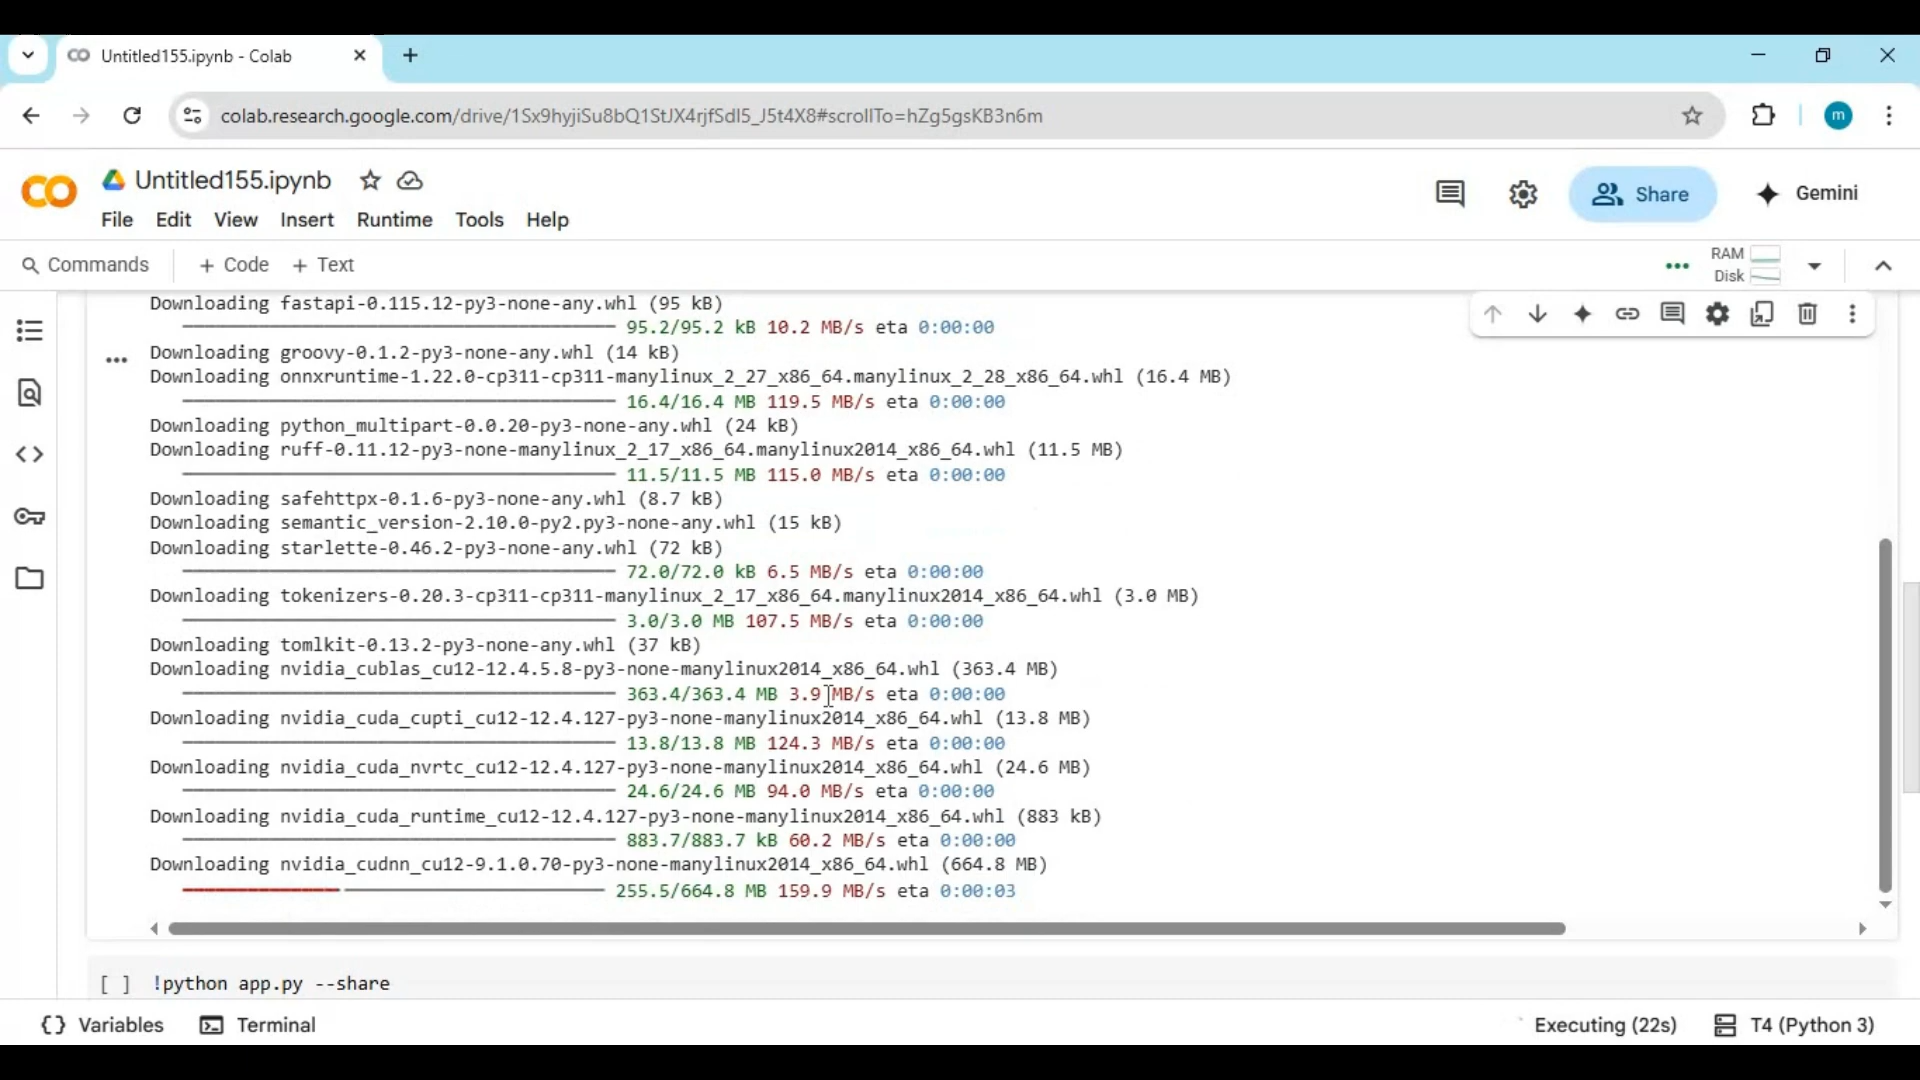 Untitled155.ipynb - Colab
colab.research.google.com/drive/1Sx9hyjiSu8bQ1StJX4rjfSdI5_J5t4X8#scrollTo=hZg5gsKB3n6m
m
Untitled155.ipynb
File Edit View Insert Runtime Tools Help
Share
Gemini
Commands + Code + Text
RAM
Disk
Downloading fastapi-0.115.12-py3-none-any.whl (95 kB)
95.2/95.2 kB 10.2 MB/s eta 0:00:00
Downloading groovy-0.1.2-py3-none-any.whl (14 kB)
Downloading onnxruntime-1.22.0-cp311-cp311-manylinux_2_27_x86_64.manylinux_2_28_x86_64.whl (16.4 MB)
16.4/16.4 MB 119.5 MB/s eta 0:00:00
Downloading python_multipart-0.0.20-py3-none-any.whl (24 kB)
Downloading ruff-0.11.12-py3-none-manylinux_2_17_x86_64.manylinux2014_x86_64.whl (11.5 MB)
11.5/11.5 MB 115.0 MB/s eta 0:00:00
Downloading safehttpx-0.1.6-py3-none-any.whl (8.7 kB)
Downloading semantic_version-2.10.0-py2.py3-none-any.whl (15 kB)
Downloading starlette-0.46.2-py3-none-any.whl (72 kB)
72.0/72.0 kB 6.5 MB/s eta 0:00:00
Downloading tokenizers-0.20.3-cp311-cp311-manylinux_2_17_x86_64.manylinux2014_x86_64.whl (3.0 MB)
3.0/3.0 MB 107.5 MB/s eta 0:00:00
Downloading tomlkit-0.13.2-py3-none-any.whl (37 kB)
Downloading nvidia_cublas_cu12-12.4.5.8-py3-none-manylinux2014_x86_64.whl (363.4 MB)
363.4/363.4 MB 3.9 MB/s eta 0:00:00
Downloading nvidia_cuda_cupti_cu12-12.4.127-py3-none-manylinux2014_x86_64.whl (13.8 MB)
13.8/13.8 MB 124.3 MB/s eta 0:00:00
Downloading nvidia_cuda_nvrtc_cu12-12.4.127-py3-none-manylinux2014_x86_64.whl (24.6 MB)
24.6/24.6 MB 94.0 MB/s eta 0:00:00
Downloading nvidia_cuda_runtime_cu12-12.4.127-py3-none-manylinux2014_x86_64.whl (883 kB)
883.7/883.7 kB 60.2 MB/s eta 0:00:00
Downloading nvidia_cudnn_cu12-9.1.0.70-py3-none-manylinux2014_x86_64.whl (664.8 MB)
255.5/664.8 MB 159.9 MB/s eta 0:00:03
[ ] !python app.py --share
Variables Terminal Executing (22s) T4 (Python 3)